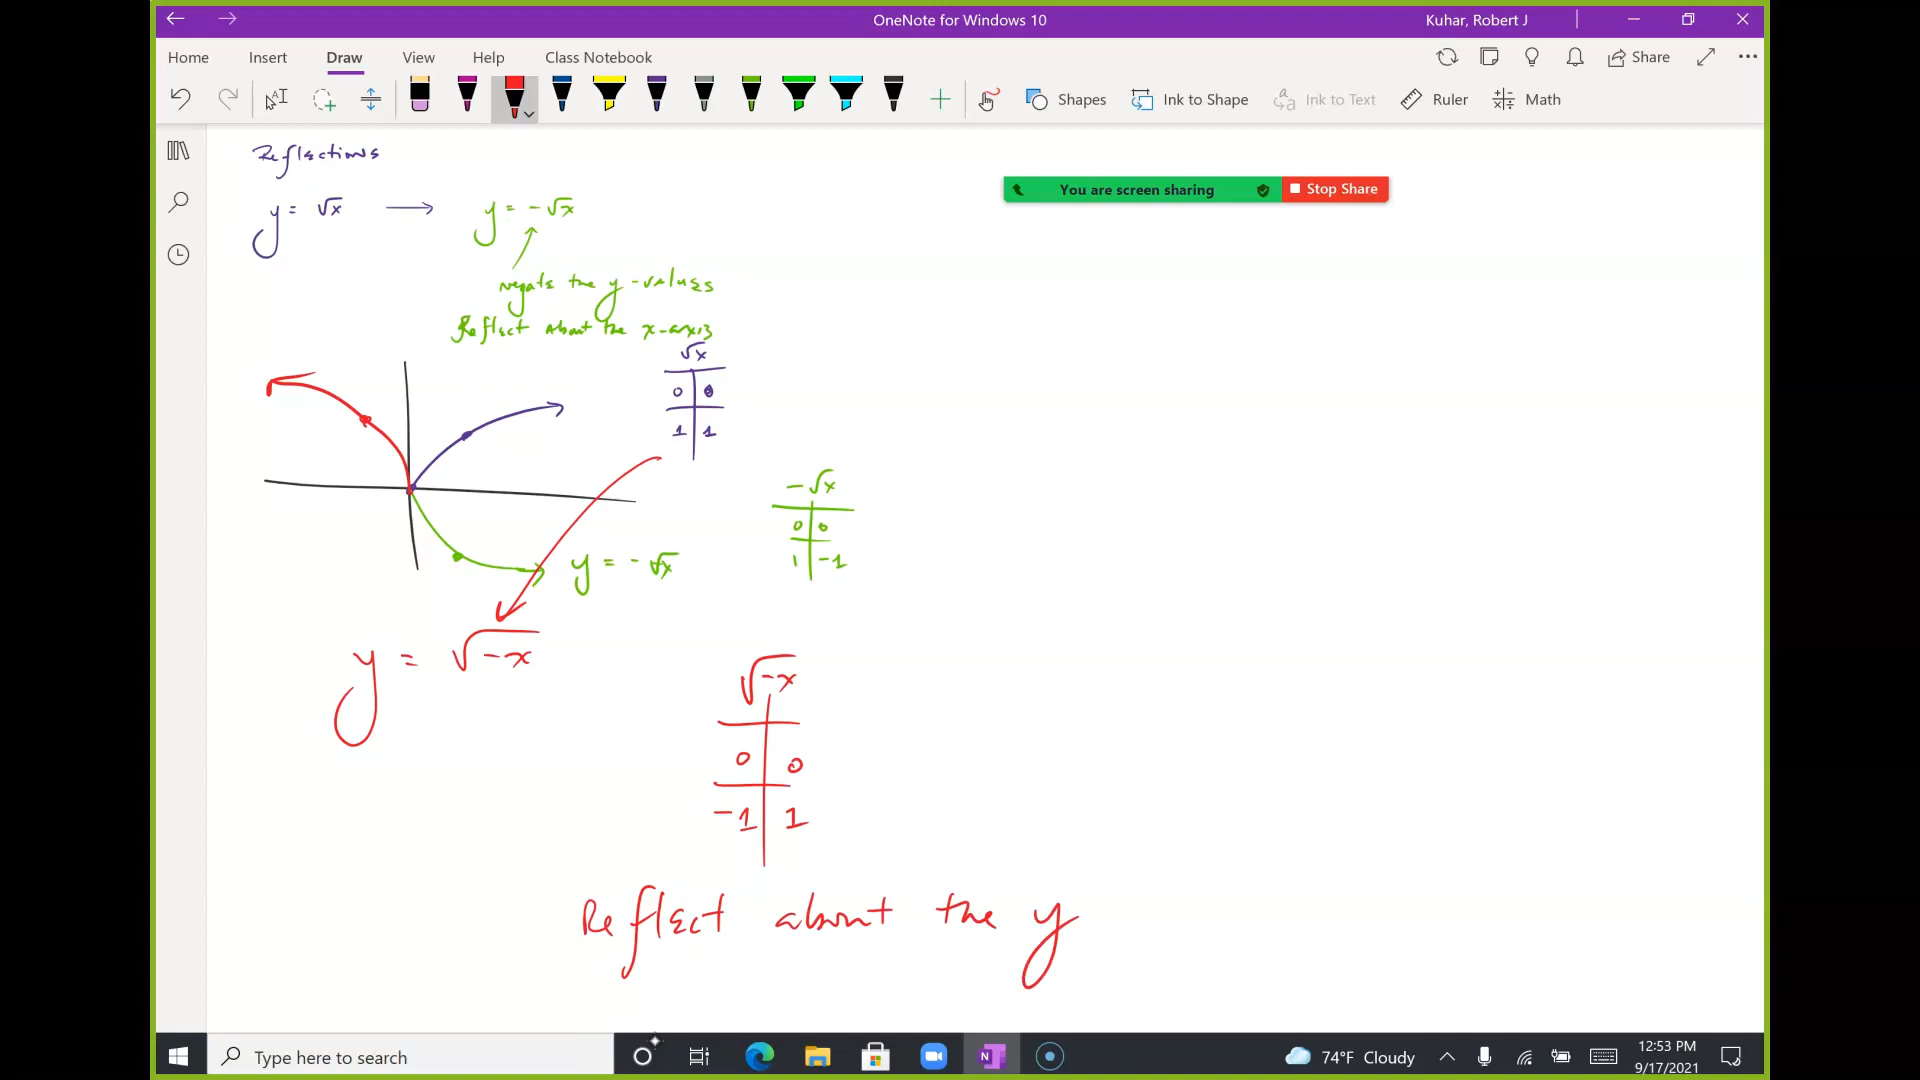 OneNote for Windows 10
Kuhar, Robert J
Home Insert Draw View Help Class Notebook
Share
Shapes Ink to Shape Ink to Text Ruler Math
You are screen sharing
Stop Share
Reflections
y = √x → y = -√x
negate the y-values
Reflect about the x-axis
√x
0 0
1 1
-√x
0 0
1 -1
y = -√x
y = √-x
√-x
0 0
-1 1
Reflect about the y
Type here to search
74°F Cloudy
12:53 PM
9/17/2021